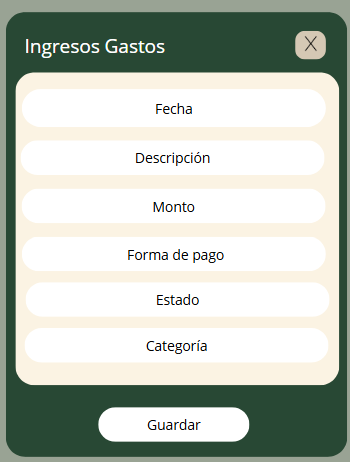 Ingresos Gastos
X
Fecha
Descripción
Monto
Forma de pago
Estado
Categoría
Guardar